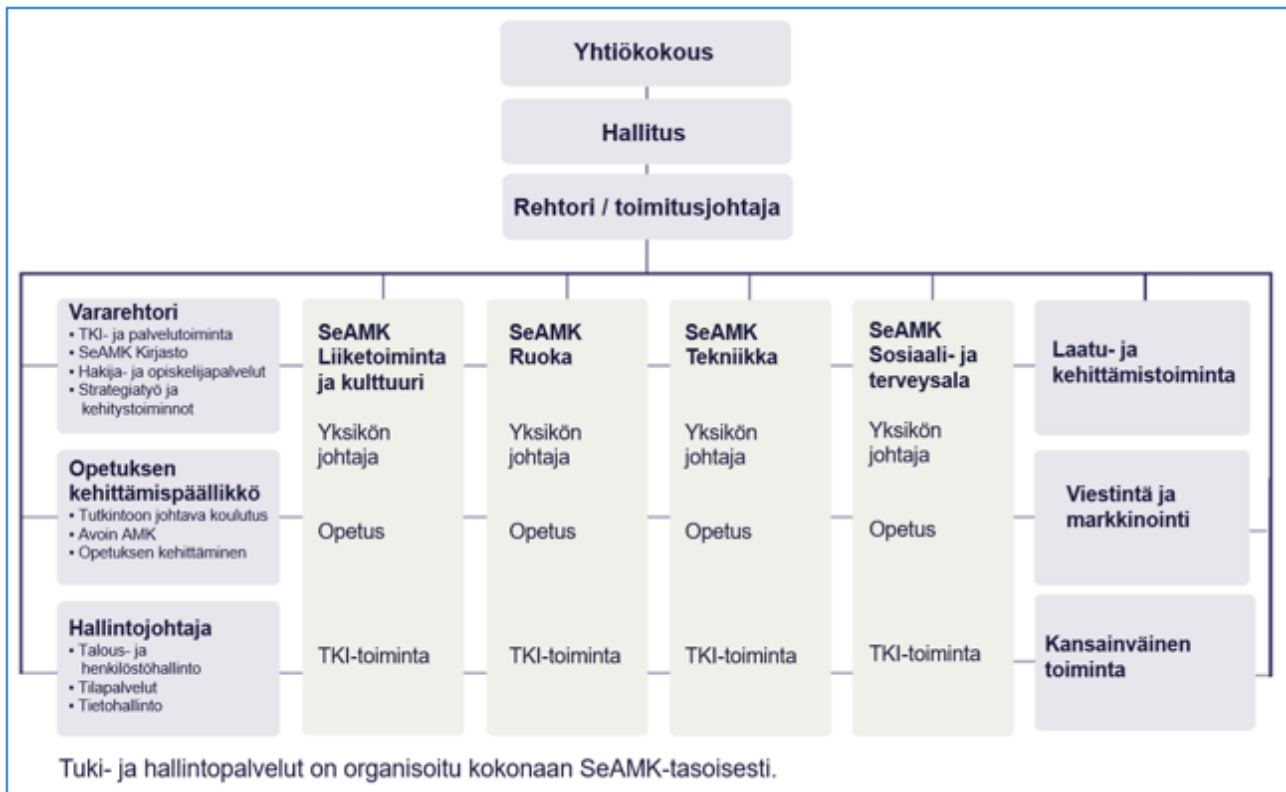 Yhtiökokous
Hallitus
Rehtori / toimitusjohtaja
Vararehtori
• TKI- ja palvelutoiminta
• SeAMK Kirjasto
• Hakija- ja opiskelijapalvelut
• Strategiatyö ja
kehitystoiminnot
Opetuksen
kehittämispäällikkö
• Tutkintoon johtava koulutus
• Avoin AMK
• Opetuksen kehittäminen
Hallintojohtaja
• Talous- ja
henkilöstöhallinto
• Tilapalvelut
• Tietohallinto
SeAMK
Liiketoiminta
ja kulttuuri
Yksikön
johtaja
Opetus
TKI-toiminta
SeAMK
Ruoka
Yksikön
johtaja
Opetus
TKI-toiminta
SeAMK
Tekniikka
Yksikön
johtaja
Opetus
TKI-toiminta
SeAMK
Sosiaali- ja
terveysala
Yksikön
johtaja
Opetus
TKI-toiminta
Laatu- ja
kehittämistoiminta
Viestintä ja
markkinointi
Kansainväinen
toiminta
Tuki- ja hallintopalvelut on organisoitu kokonaan SeAMK-tasoisesti.